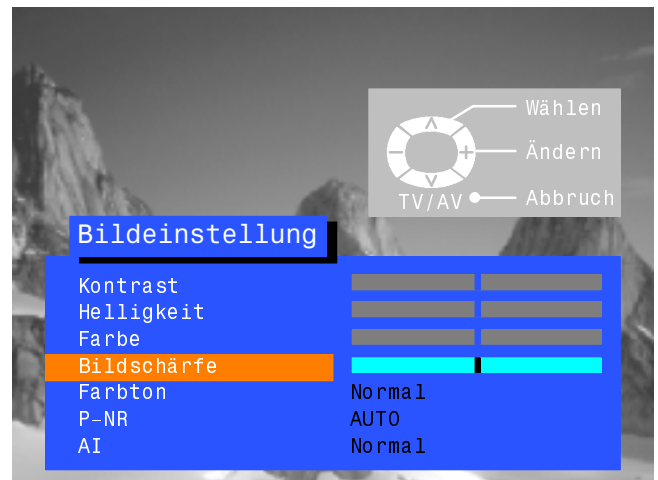 Wählen
Ändern
TV/AV Abbruch
Bildeinstellung
Kontrast
Helligkeit
Farbe
Bildschärfe
Farbton Normal
P-NR AUTO
AI Normal